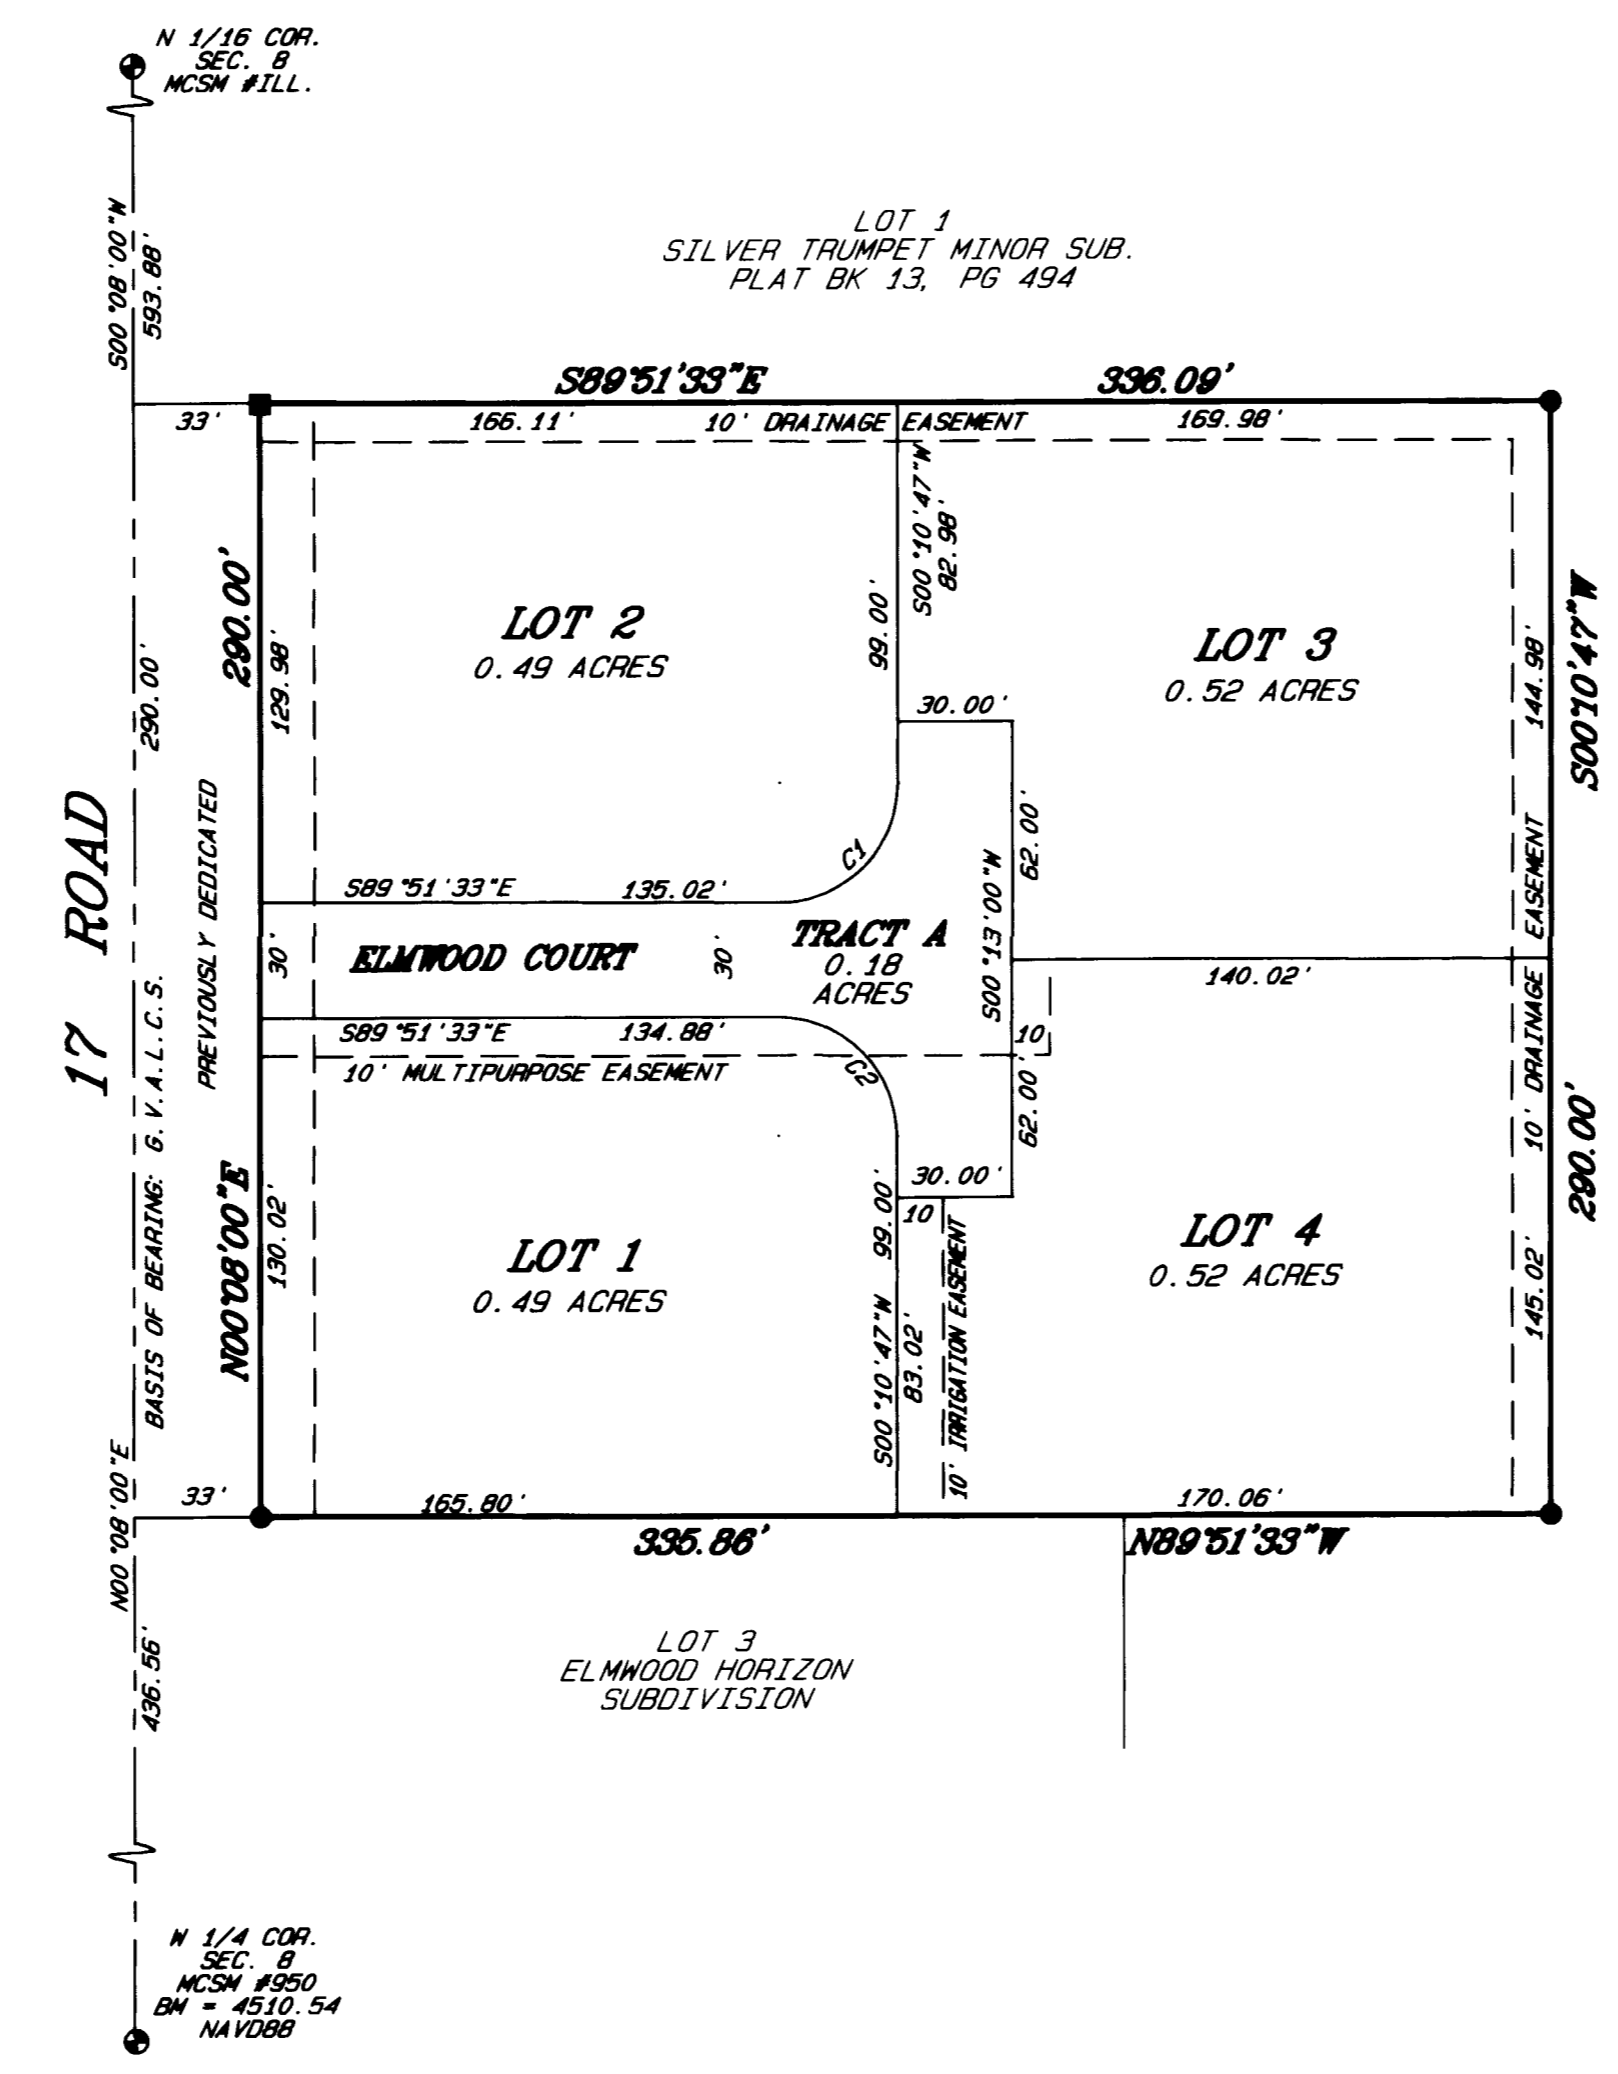 N 1/16 COR.
SEC. 8
MCSM #ILL.
S00°08'00"W
593.88'
LOT 1
SILVER TRUMPET MINOR SUB.
PLAT BK 13, PG 494
S89°51'33"E
336.09'
33'
166.11'
10' DRAINAGE EASEMENT
169.98'
S00°10'47"W
82.98'
99.00'
290.00'
129.98'
290.00'
LOT 2
0.49 ACRES
LOT 3
0.52 ACRES
144.98'
S00°10'47"W
30.00'
62.00'
17 ROAD
PREVIOUSLY DEDICATED
BASIS OF BEARING: G.V.A.L.C.S.
C1
S89°51'33"E
135.02'
30'
ELMWOOD COURT
30'
TRACT A
0.18
ACRES
S00°13'00"W
140.02'
10' DRAINAGE EASEMENT
S89°51'33"E
134.88'
10
10' MULTIPURPOSE EASEMENT
C2
62.00'
290.00'
N00°08'00"E
130.02'
30.00'
99.00'
10
LOT 1
0.49 ACRES
S00°10'47"W
83.02'
10' IRRIGATION EASEMENT
LOT 4
0.52 ACRES
145.02'
N00°08'00"E
33'
165.80'
170.06'
335.86'
N89°51'33"W
436.56'
LOT 3
ELMWOOD HORIZON
SUBDIVISION
W 1/4 COR.
SEC. 8
MCSM #950
BM = 4510.54
NAVD88